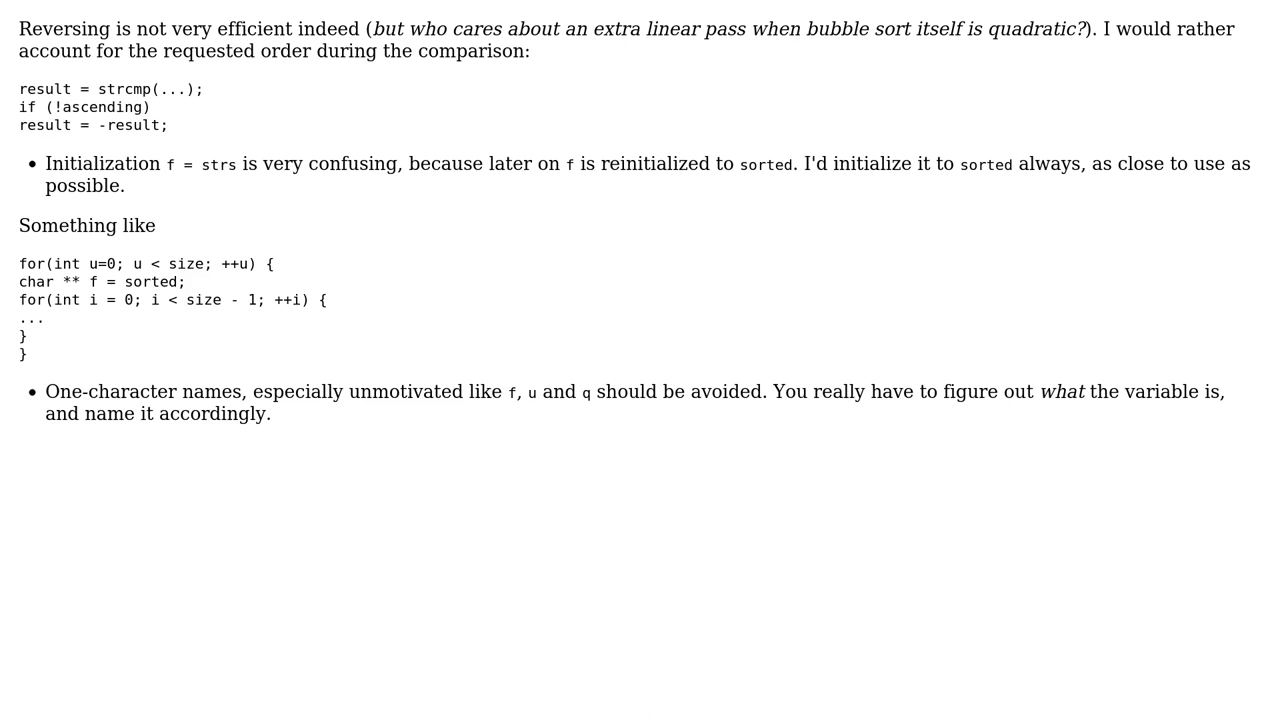 Reversing is not very efficient indeed (but who cares about an extra linear pass when bubble sort itself is quadratic?). I would rather
account for the requested order during the comparison:
result = strcmp(...);
if (!ascending)
result = -result;
• Initialization f = strs is very confusing, because later on f is reinitialized to sorted. I'd initialize it to sorted always, as close to use as
possible.
Something like
for(int u=0; u < size; ++u) {
char ** f = sorted;
for(int i = 0; i < size - 1; ++i) {
...
}
}
• One-character names, especially unmotivated like f, u and q should be avoided. You really have to figure out what the variable is,
and name it accordingly.